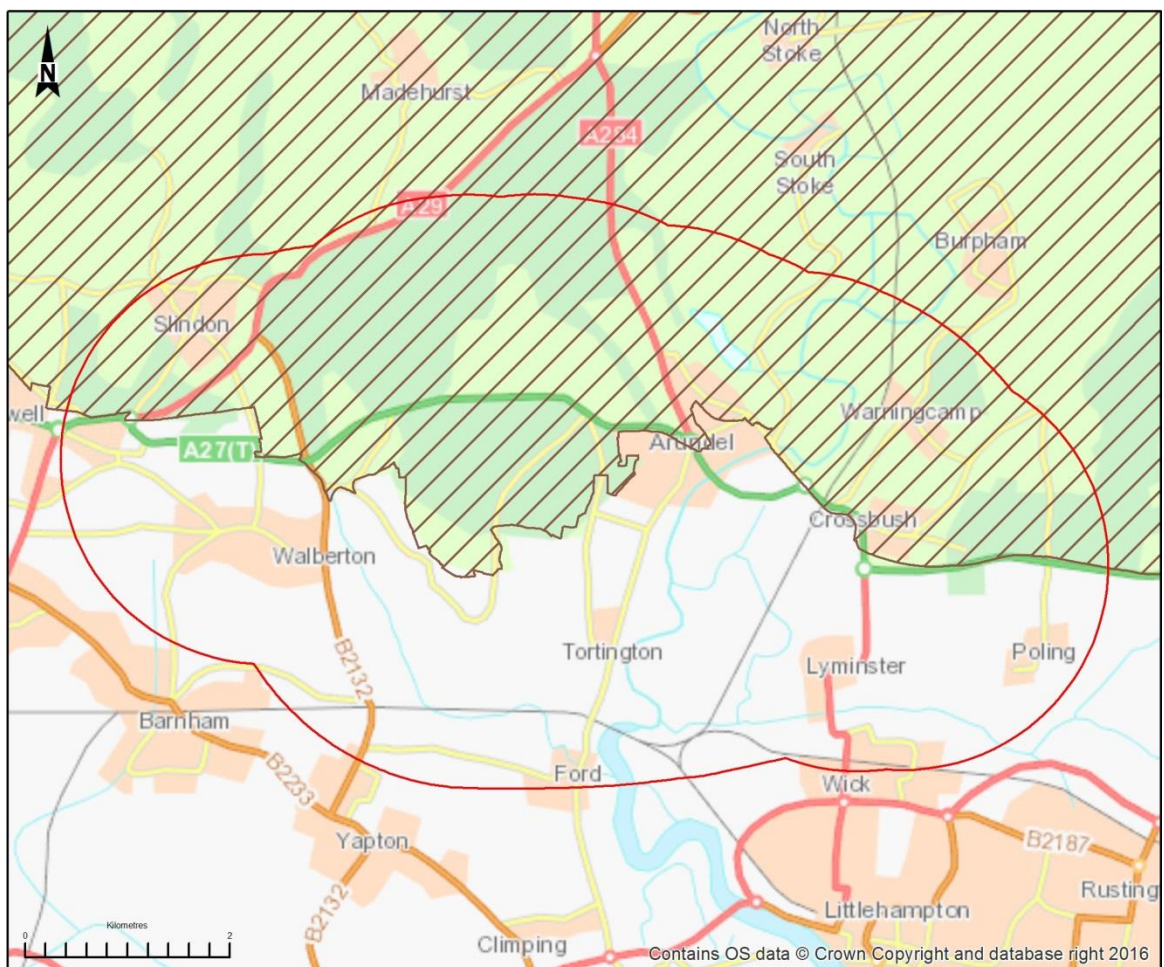 North
Stoke
N
Madehurst
A284
South
Stoke
A29
Burpham
Slindon
well
Warningcamp
A27(T)
Arundel
Crossbush
Walberton
Tortington
Lyminster
Poling
B2132
Barnham
Ford
B2233
Wick
Yapton
B2187
Rusting
B2132
Littlehampton
Kilometres
0 2
Climping
Contains OS data © Crown Copyright and database right 2016